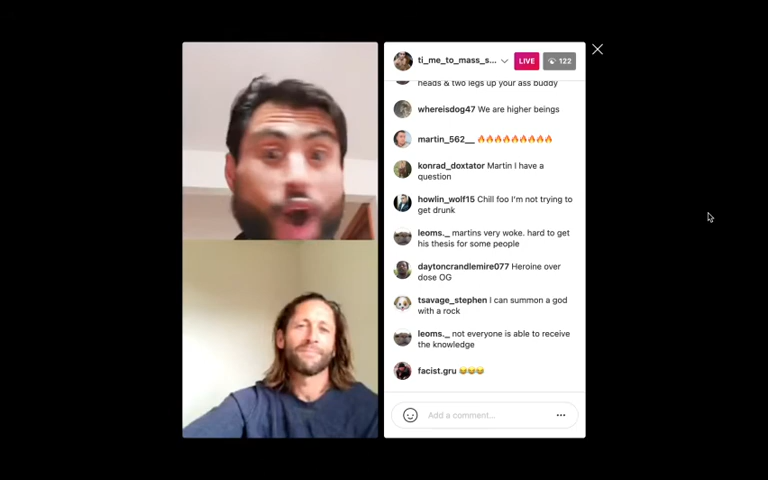 ti_me_to_mass_s...
LIVE
122
heads & two legs up your ass buddy
whereisdog47 We are higher beings
martin_562__ 🔥🔥🔥🔥🔥🔥🔥🔥🔥
konrad_doxtator Martin I have a
question
howlin_wolf15 Chill foo I'm not trying to
get drunk
leoms._ martins very woke. hard to get
his thesis for some people
daytoncrandlemire077 Heroine over
dose OG
tsavage_stephen I can summon a god
with a rock
leoms._ not everyone is able to receive
the knowledge
facist.gru 😂😂😂
Add a comment...